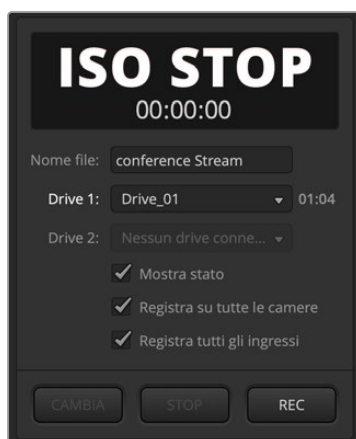 ISO STOP
00:00:00
Nome file: conference Stream
Drive 1: Drive_01 01:04
Drive 2: Nessun drive conne...
Mostra stato
Registra su tutte le camere
Registra tutti gli ingressi
CAMBIA STOP REC